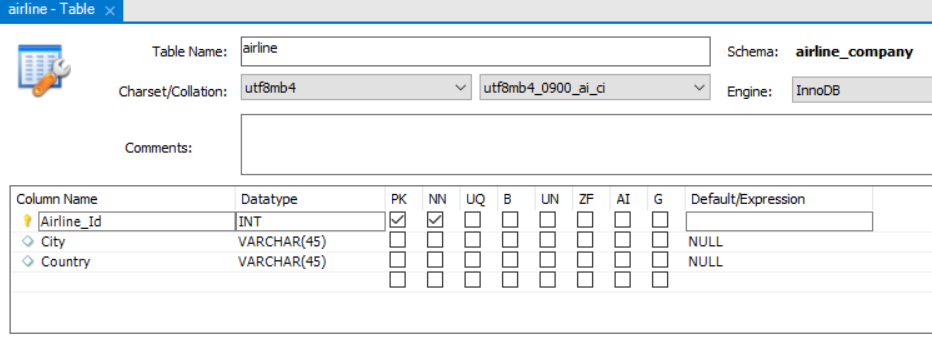 airline - Table ×
Table Name: airline Schema: airline_company
Charset/Collation: utf8mb4 utf8mb4_0900_ai_ci Engine: InnoDB
Comments:
Column Name Datatype PK NN UQ B UN ZF AI G Default/Expression
Airline_Id INT
City VARCHAR(45) NULL
Country VARCHAR(45) NULL